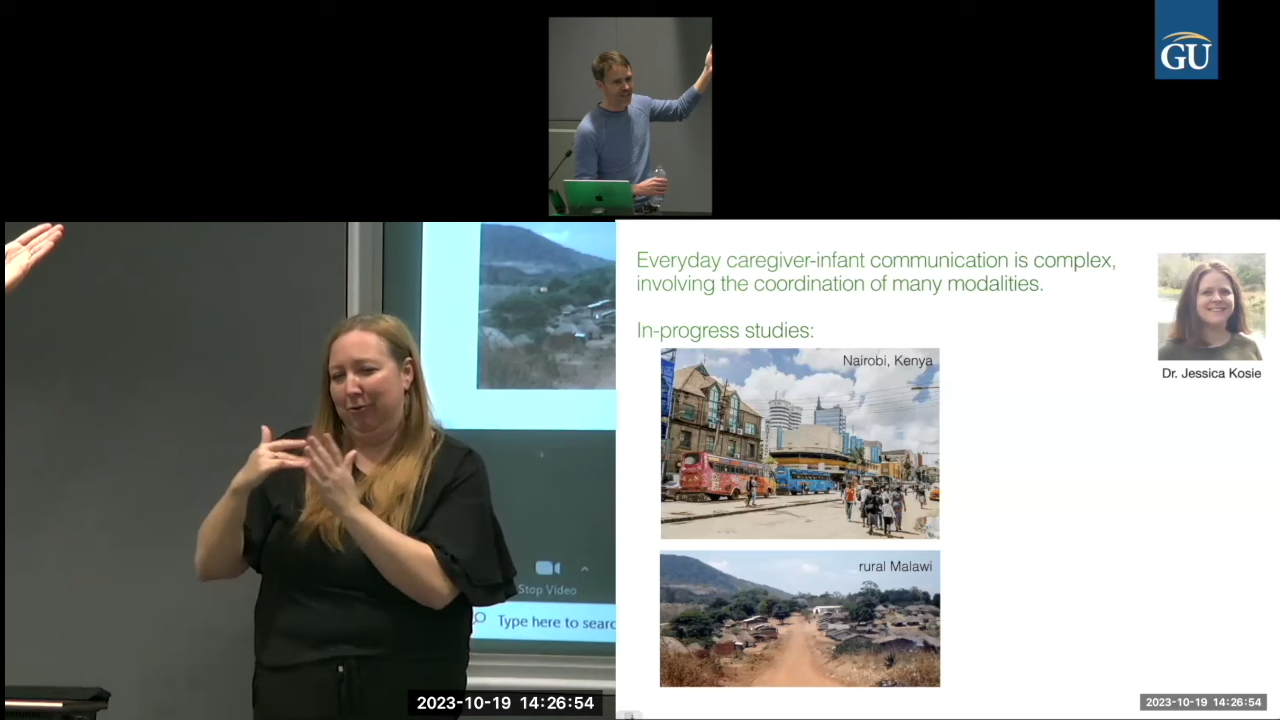 GU
Everyday caregiver-infant communication is complex,
involving the coordination of many modalities.
Dr. Jessica Kosie
In-progress studies:
Nairobi, Kenya
rural Malawi
Stop Video
Type here to searc
2023-10-19 14:26:54
2023-10-19 14:26:54